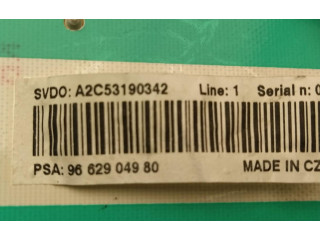 SVDO: A2C53190342 Line: 1 Serial n: 0
PSA: 96 629 049 80 MADE IN CZ